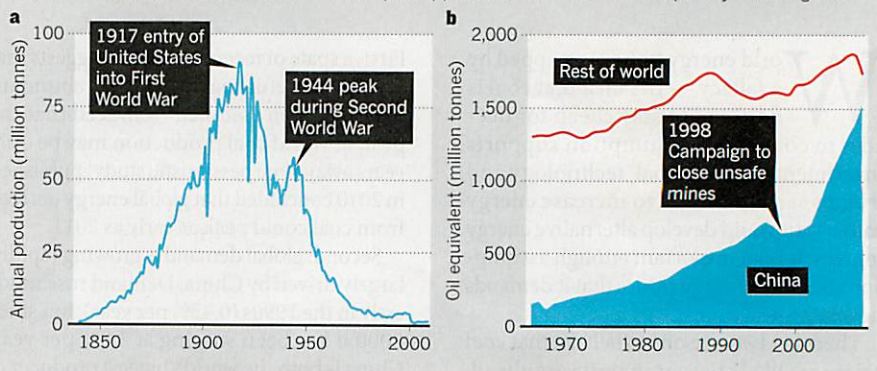 a
Annual production (million tonnes)
100
75
50
25
0
1850
1900
1950
2000
1917 entry of
United States
into First
World War
1944 peak
during Second
World War
b
Oil equivalent (million tonnes)
2,000
1,500
1,000
500
0
1970
1980
1990
2000
Rest of world
1998
Campaign to
close unsafe
mines
China